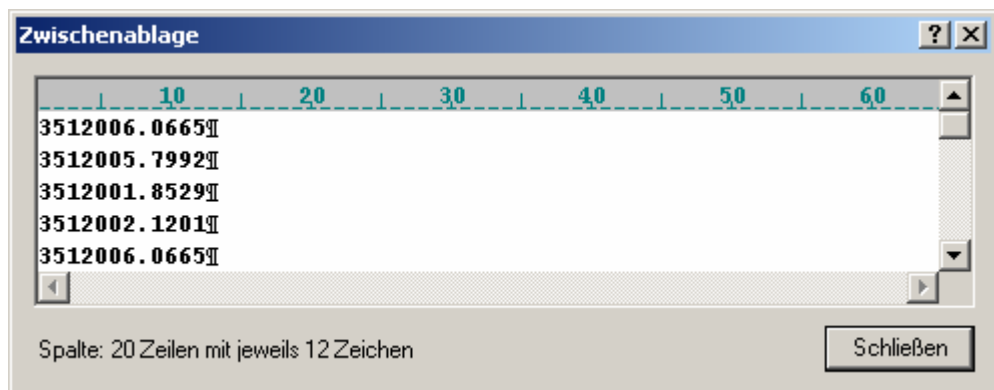 Zwischenablage
10 20 30 40 50 60
3512006.0665¶
3512005.7992¶
3512001.8529¶
3512002.1201¶
3512006.0665¶
Spalte: 20 Zeilen mit jeweils 12 Zeichen
Schließen